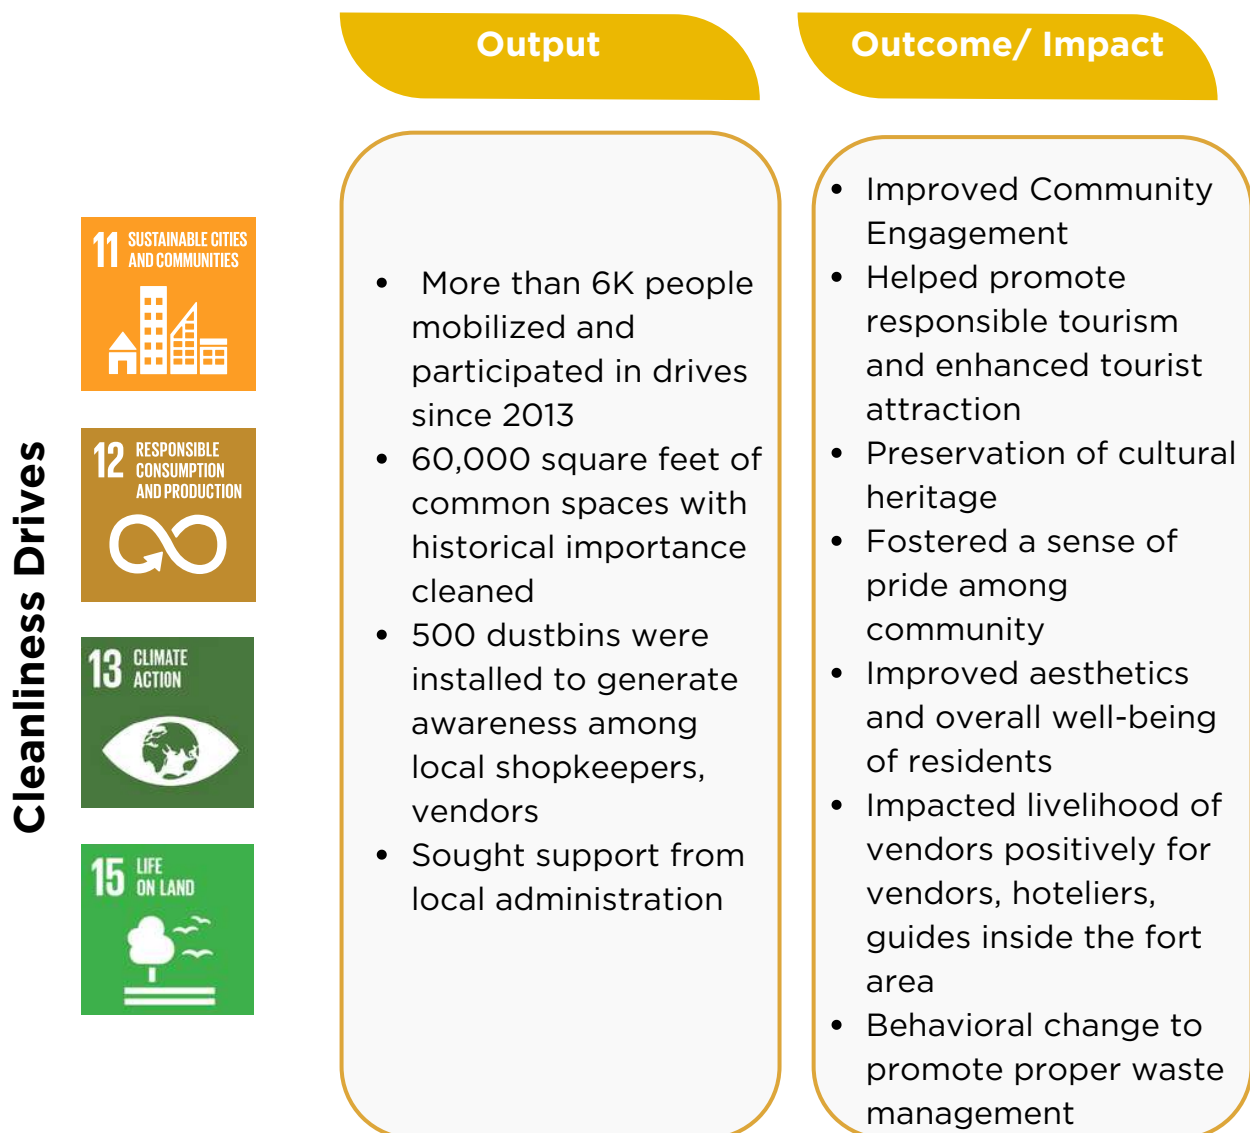 Output
Outcome/ Impact
Cleanliness Drives
11 SUSTAINABLE CITIES
AND COMMUNITIES
12 RESPONSIBLE
CONSUMPTION
AND PRODUCTION
13 CLIMATE
ACTION
15 LIFE
ON LAND
• More than 6K people
mobilized and
participated in drives
since 2013
• 60,000 square feet of
common spaces with
historical importance
cleaned
• 500 dustbins were
installed to generate
awareness among
local shopkeepers,
vendors
• Sought support from
local administration
• Improved Community
Engagement
• Helped promote
responsible tourism
and enhanced tourist
attraction
• Preservation of cultural
heritage
• Fostered a sense of
pride among
community
• Improved aesthetics
and overall well-being
of residents
• Impacted livelihood of
vendors positively for
vendors, hoteliers,
guides inside the fort
area
• Behavioral change to
promote proper waste
management